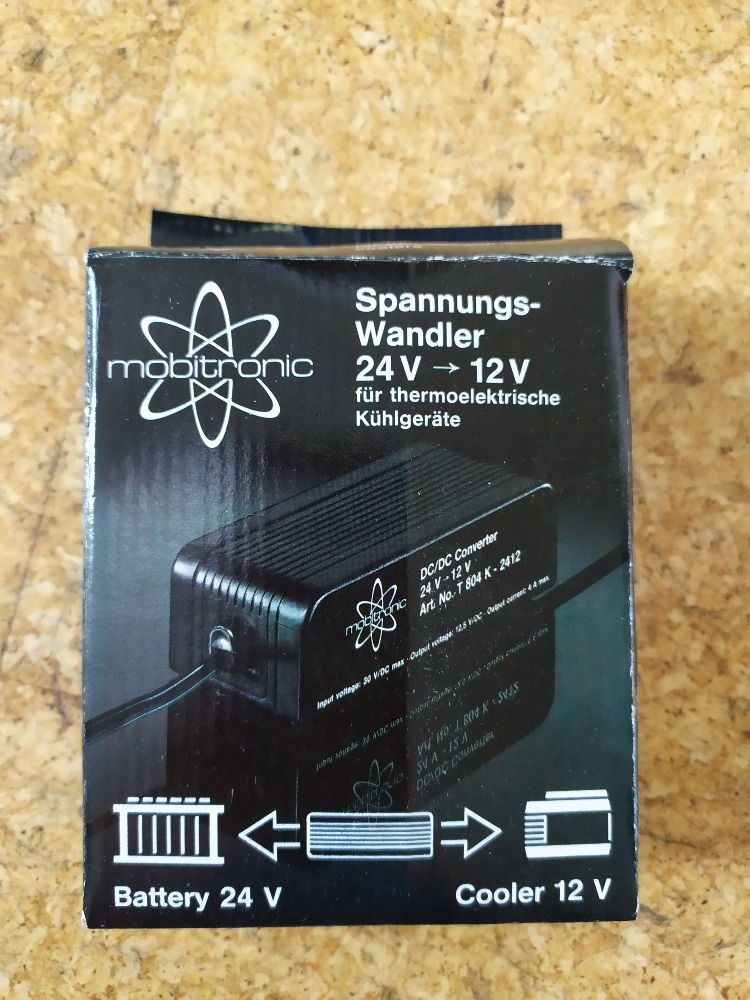 mobitronic
Spannungs-
Wandler
24 V → 12 V
für thermoelektrische
Kühlgeräte
DC/DC Converter
24 V - 12 V
Art. No. T 804 K - 2412
mobitronic
Input voltage: 30 V/DC max · Output voltage: 12,5 V/DC · Output current: 6 A max.
Battery 24 V
Cooler 12 V